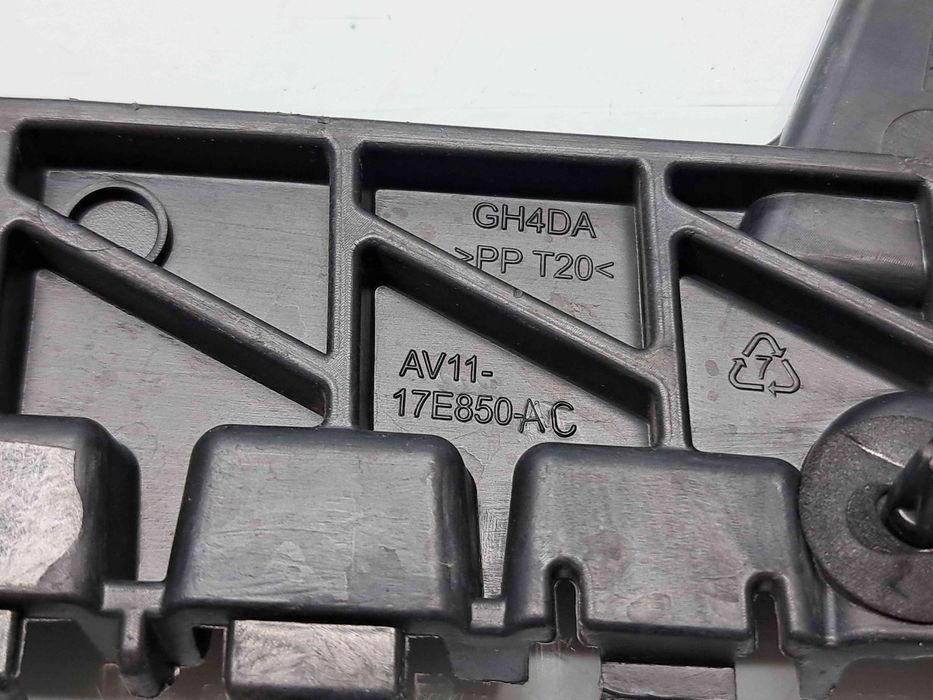 GH4DA
>PP T20<
AV11-
17E850-AC
7